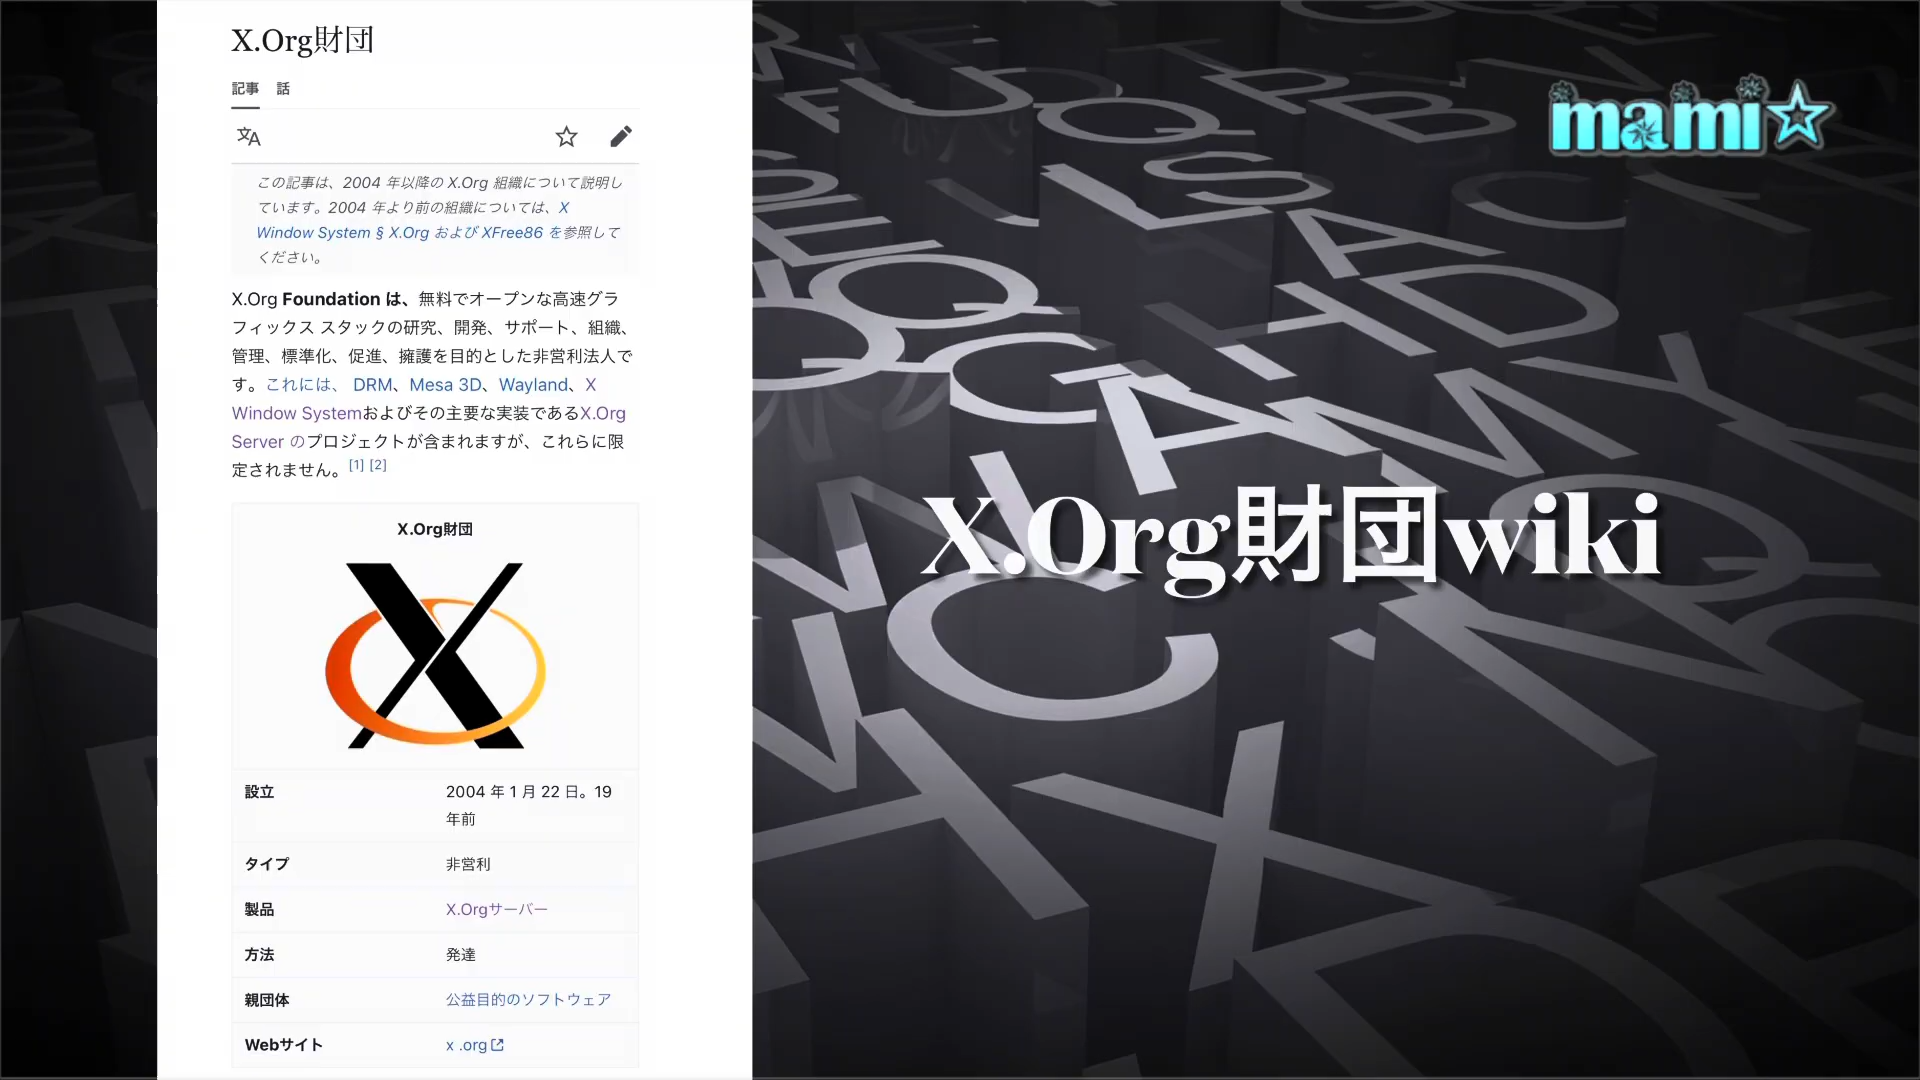 X.Org財団
記事 話
この記事は、2004 年以降の X.Org 組織について説明し
ています。2004 年より前の組織については、X
Window System § X.Org および XFree86 を参照して
ください。
X.Org Foundation は、無料でオープンな高速グラ
フィックス スタックの研究、開発、サポート、組織、
管理、標準化、促進、擁護を目的とした非営利法人で
す。これには、 DRM、Mesa 3D、Wayland、X
Window Systemおよびその主要な実装であるX.Org
Server のプロジェクトが含まれますが、これらに限
定されません。[1] [2]
X.Org財団
設立 2004 年 1 月 22 日。19
年前
タイプ 非営利
製品 X.Orgサーバー
方法 発達
親団体 公益目的のソフトウェア
Webサイト x .org
mami☆
X.Org財団wiki